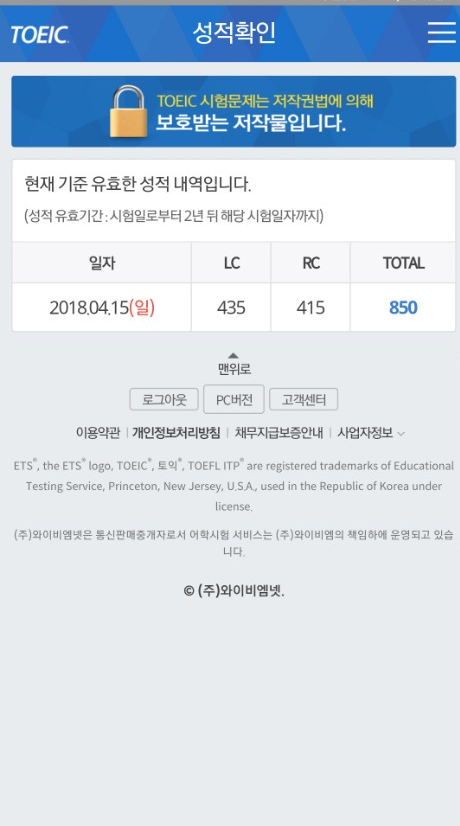 TOEIC.
성적확인
TOEIC 시험문제는 저작권법에 의해
보호받는 저작물입니다.
현재 기준 유효한 성적 내역입니다.
(성적 유효기간 : 시험일로부터 2년 뒤 해당 시험일자까지)
일자 LC RC TOTAL
2018.04.15(일) 435 415 850
맨위로
로그아웃 PC버전 고객센터
이용약관 | 개인정보처리방침 | 채무지급보증안내 | 사업자정보
ETS®, the ETS® logo, TOEIC®, 토익®, TOEFL ITP® are registered trademarks of Educational
Testing Service, Princeton, New Jersey, U.S.A., used in the Republic of Korea under
license.
(주)와이비엠넷은 통신판매중개자로서 어학시험 서비스는 (주)와이비엠의 책임하에 운영되고 있습
니다.
© (주)와이비엠넷.